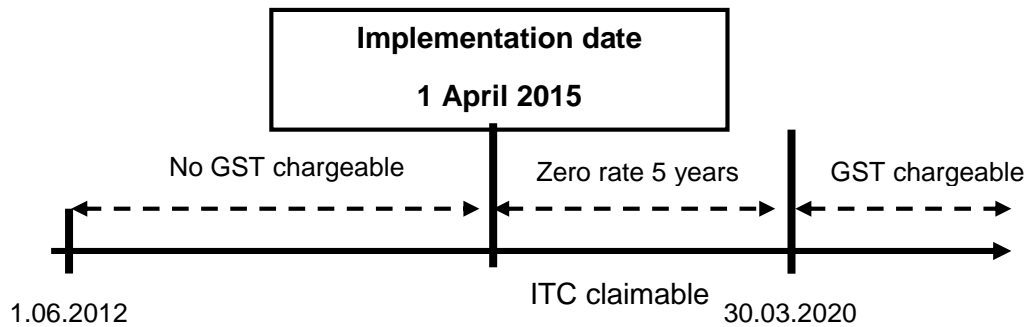 Implementation date
1 April 2015
No GST chargeable
Zero rate 5 years
GST chargeable
ITC claimable
1.06.2012
30.03.2020